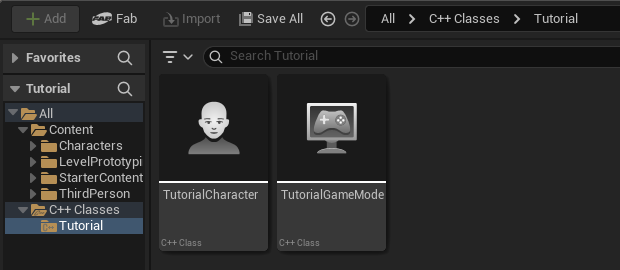 Add
Fab
Import
Save All
All > C++ Classes > Tutorial
Favorites
Search Tutorial
Tutorial
All
Content
Characters
LevelPrototypi
StarterContent
ThirdPerson
C++ Classes
Tutorial
TutorialCharacter
C++ Class
TutorialGameMode
C++ Class